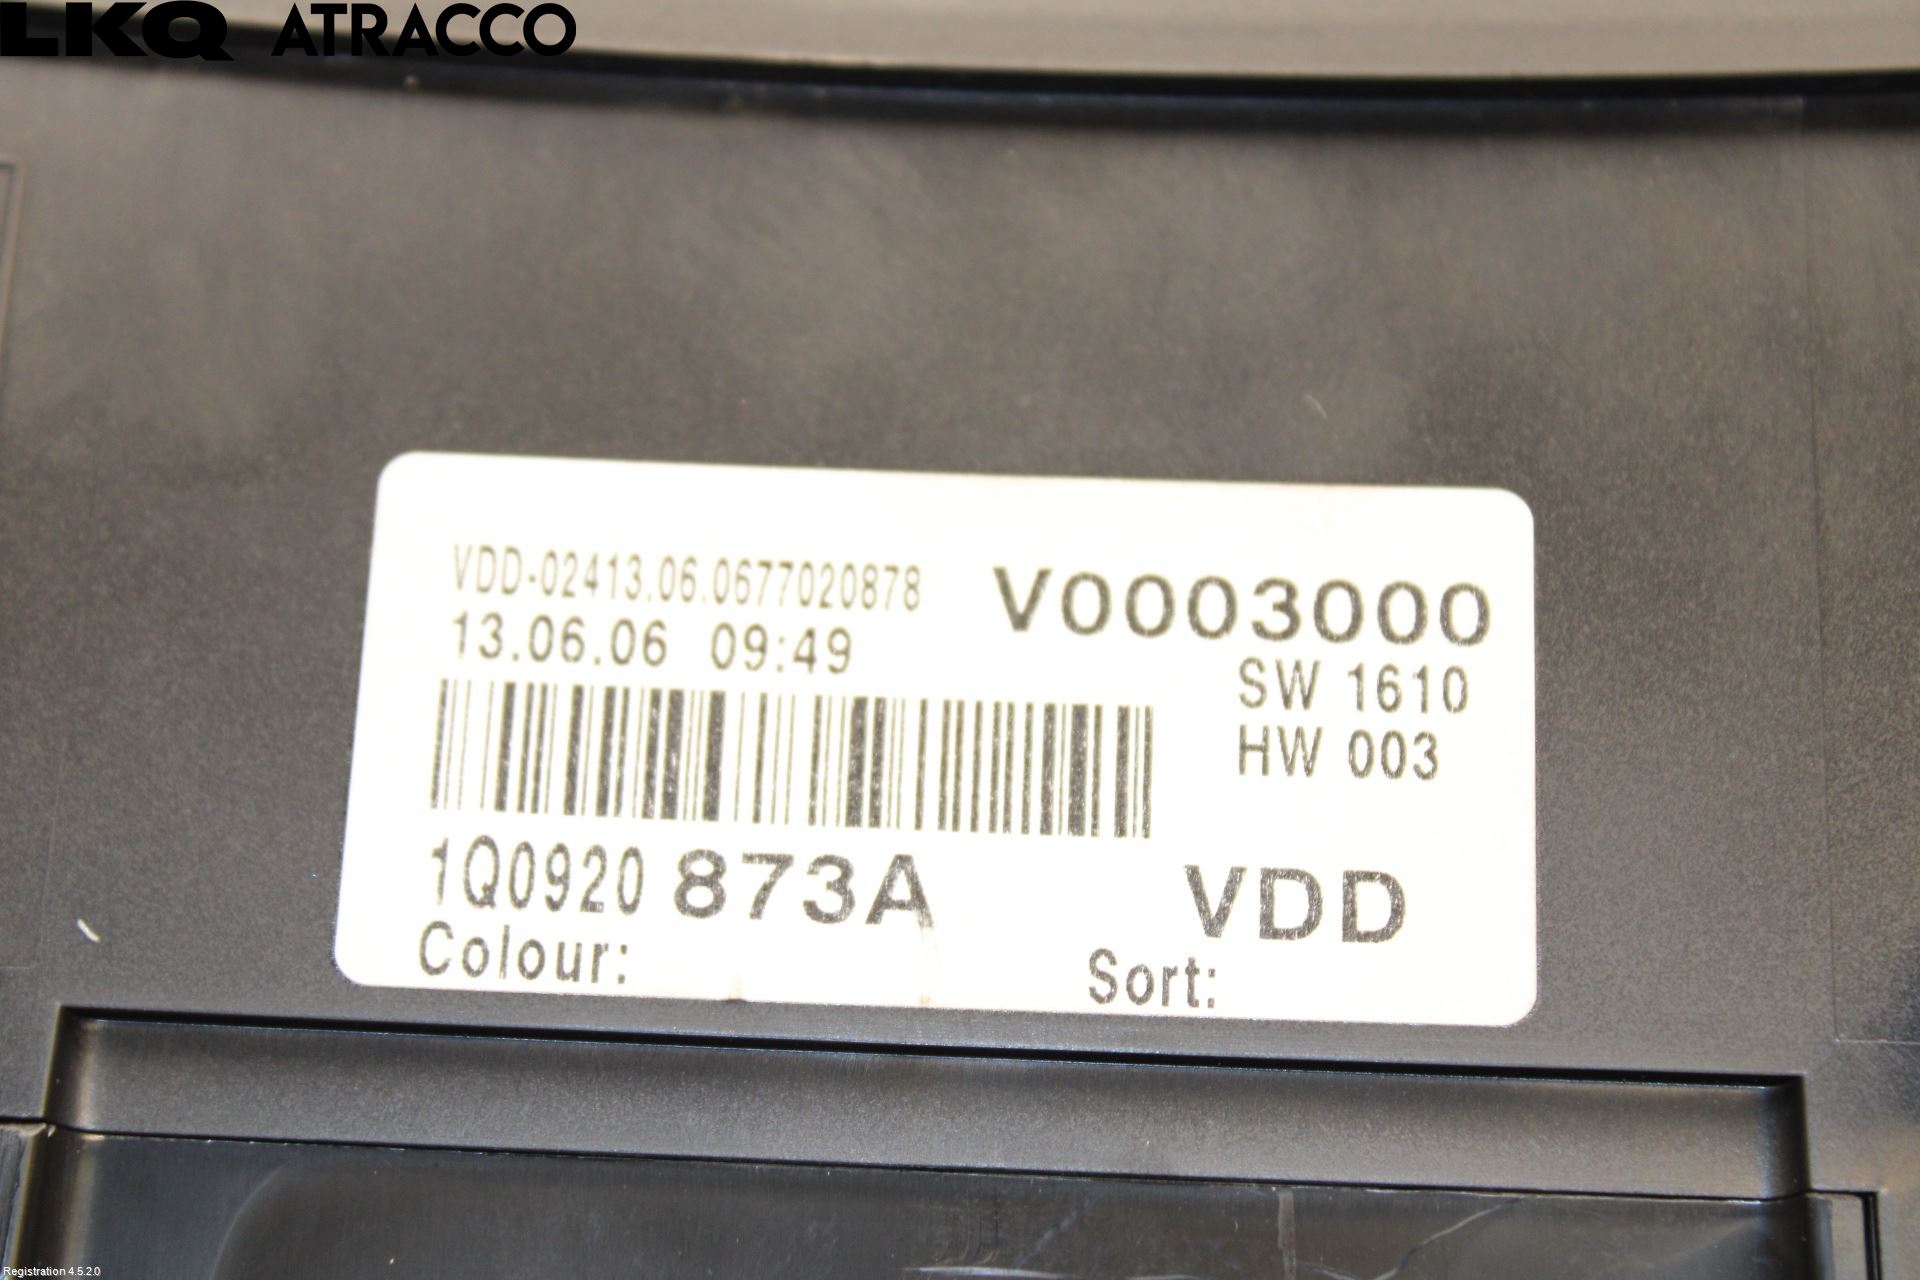 LKQ ATRACCO
VDD-02413.06.0677020878
V0003000
13.06.06 09:49
SW 1610
HW 003
1Q0920 873A
VDD
Colour:
Sort:
Registration 4.5.2.0